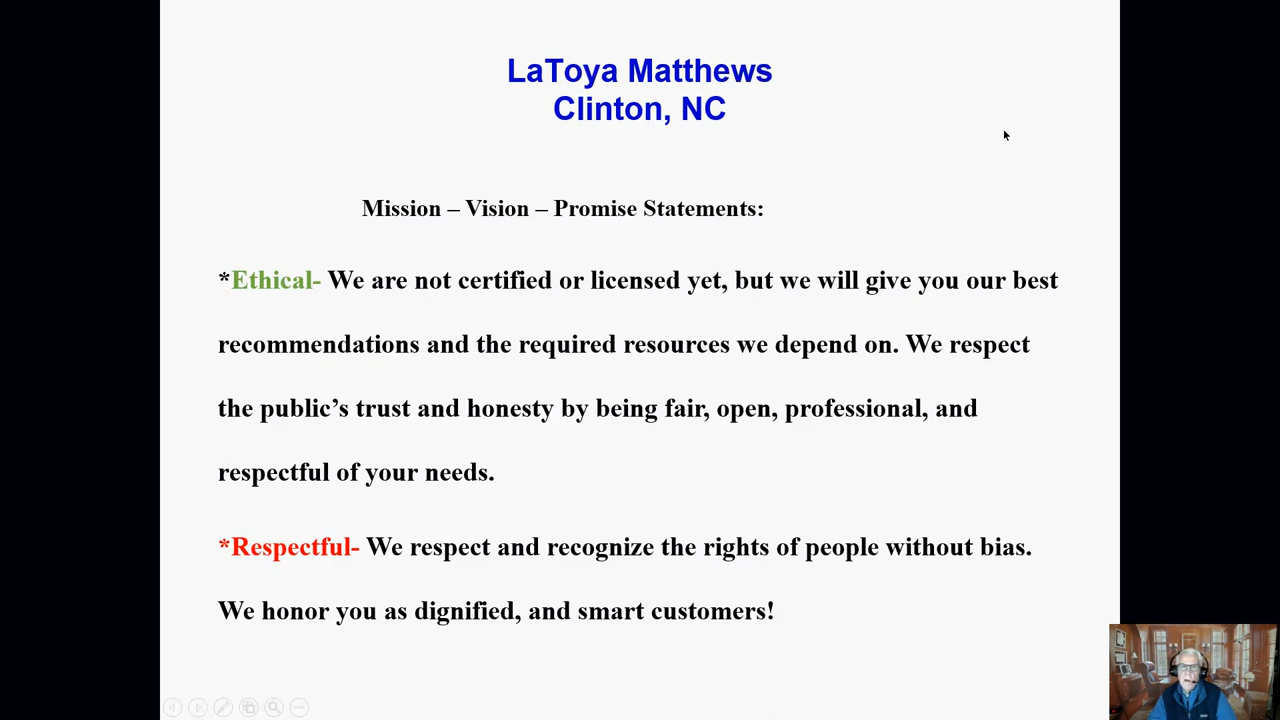 LaToya Matthews
Clinton, NC
Mission – Vision – Promise Statements:
*Ethical- We are not certified or licensed yet, but we will give you our best
recommendations and the required resources we depend on. We respect
the public’s trust and honesty by being fair, open, professional, and
respectful of your needs.
*Respectful- We respect and recognize the rights of people without bias.
We honor you as dignified, and smart customers!